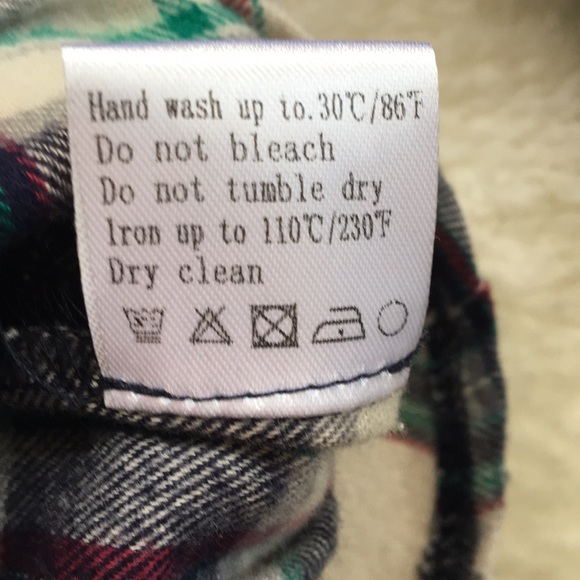 Hand wash up to.30℃/86℉
Do not bleach
Do not tumble dry
Iron up to 110℃/230℉
Dry clean